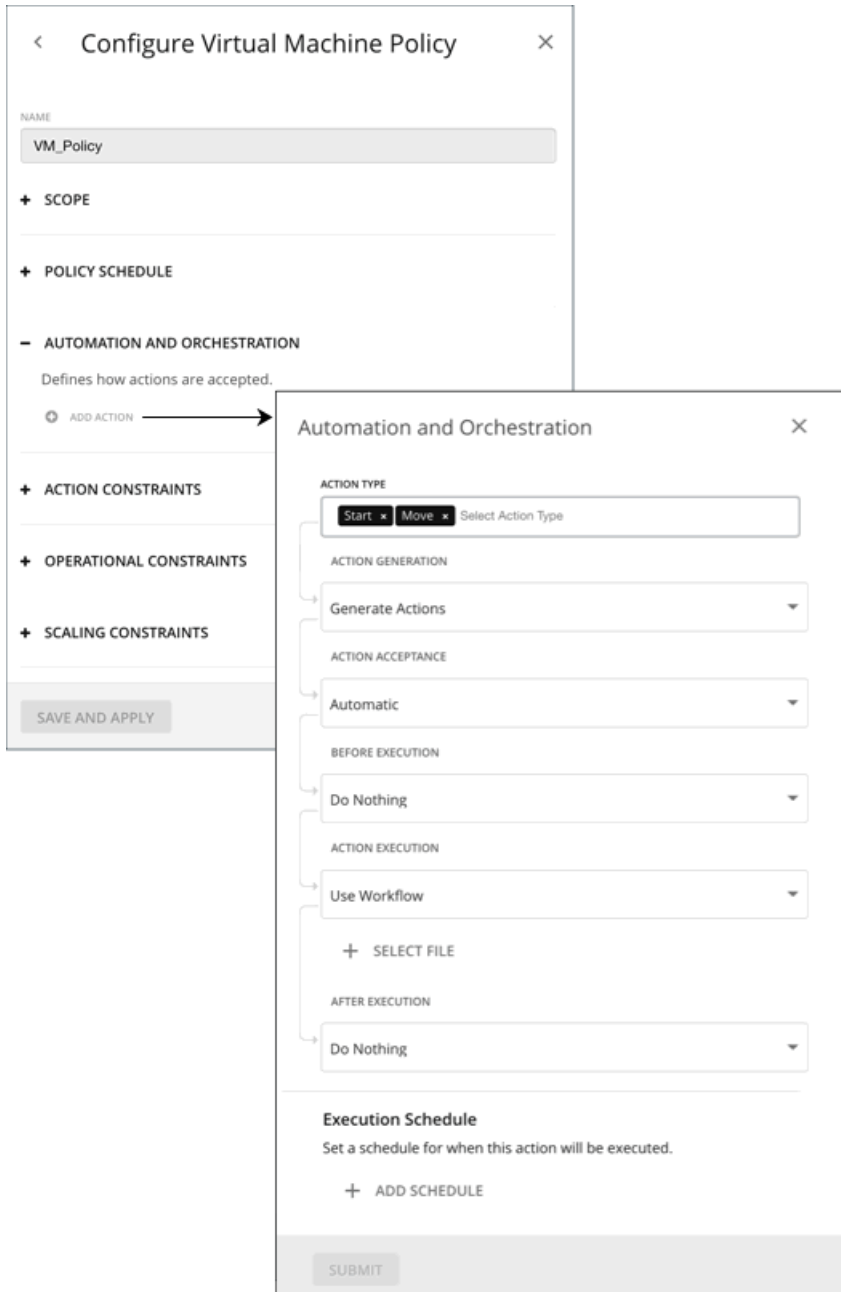 Configure Virtual Machine Policy
NAME
VM_Policy
SCOPE
POLICY SCHEDULE
AUTOMATION AND ORCHESTRATION
Defines how actions are accepted.
ADD ACTION
ACTION CONSTRAINTS
OPERATIONAL CONSTRAINTS
SCALING CONSTRAINTS
SAVE AND APPLY
Automation and Orchestration
ACTION TYPE
Start × Move × Select Action Type
ACTION GENERATION
Generate Actions
ACTION ACCEPTANCE
Automatic
BEFORE EXECUTION
Do Nothing
ACTION EXECUTION
Use Workflow
SELECT FILE
AFTER EXECUTION
Do Nothing
Execution Schedule
Set a schedule for when this action will be executed.
ADD SCHEDULE
SUBMIT